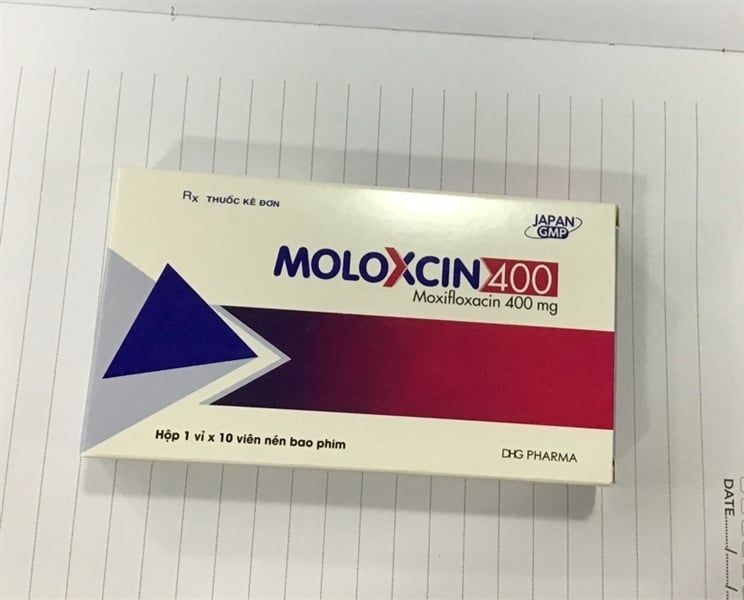 Rx THUỐC KÊ ĐƠN
JAPAN
GMP
MOLOXCIN 400
Moxifloxacin 400 mg
Hộp 1 vỉ x 10 viên nén bao phim
DHG PHARMA
DATE....../....../